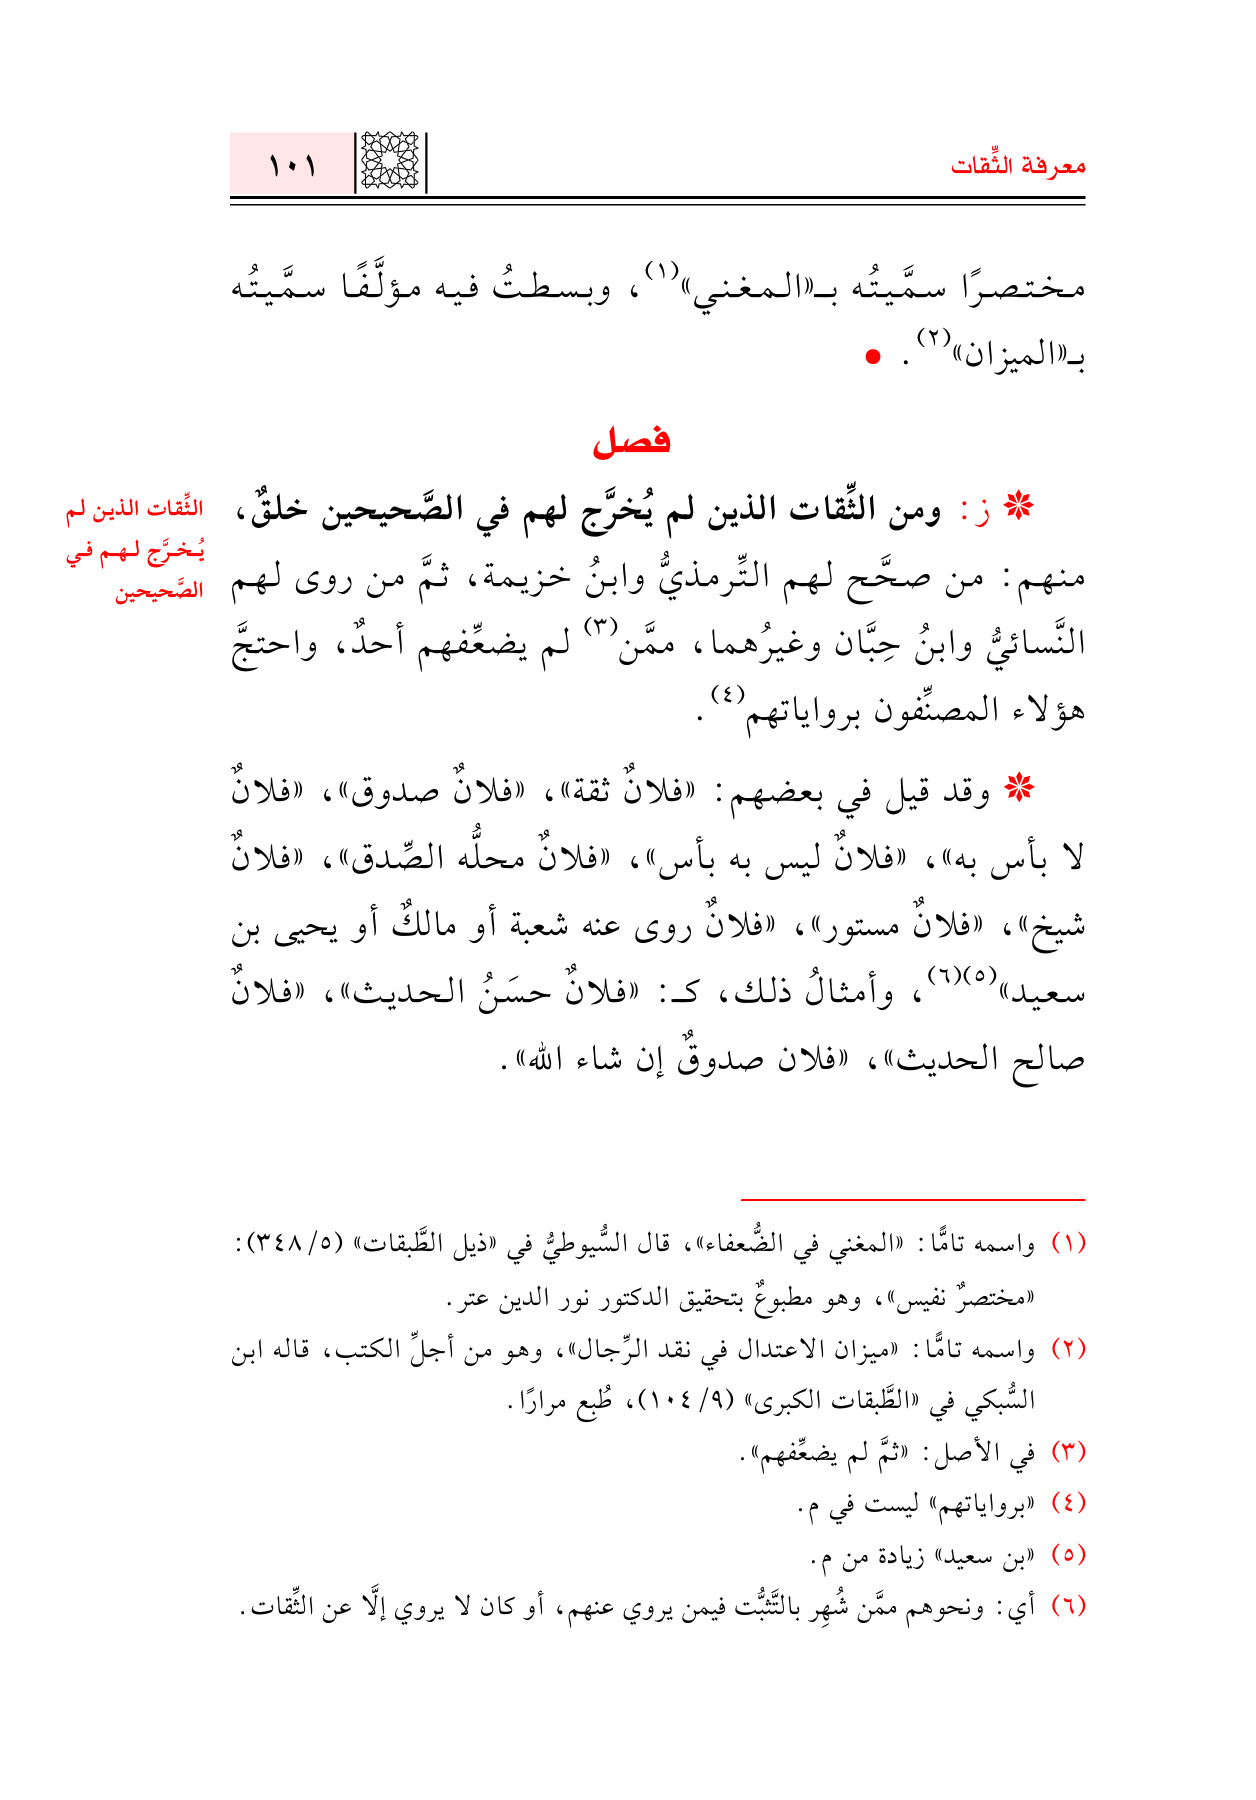 معرفة الثِّقات
١٠١
مختصرًا سمَّيتُه بـ«المغني»(١)، وبسطتُ فيه مؤلَّفًا سمَّيتُه
بـ«الميزان»(٢).
فصل
ز: ومن الثِّقات الذين لم يُخرَّج لهم في الصَّحيحين خلقٌ،
منهم: من صحَّح لهم التِّرمذيُّ وابنُ خزيمة، ثمَّ من روى لهم
النَّسائيُّ وابنُ حِبَّان وغيرُهما، ممَّن(٣) لم يضعِّفهم أحدٌ، واحتجَّ
هؤلاء المصنِّفون برواياتهم(٤).
الثِّقات الذين لم
يُخرَّج لهم في
الصَّحيحين
وقد قيل في بعضهم: «فلانٌ ثقة»، «فلانٌ صدوق»، «فلانٌ
لا بأس به»، «فلانٌ ليس به بأس»، «فلانٌ محلُّه الصِّدق»، «فلانٌ
شيخ»، «فلانٌ مستور»، «فلانٌ روى عنه شعبة أو مالكٌ أو يحيى بن
سعيد»(٥)(٦)، وأمثالُ ذلك، كـ: «فلانٌ حسَنُ الحديث»، «فلانٌ
صالح الحديث»، «فلان صدوقٌ إن شاء الله».
(١) واسمه تامًّا: «المغني في الضُّعفاء»، قال السُّيوطيُّ في «ذيل الطَّبقات» (٣٤٨/٥):
«مختصرٌ نفيس»، وهو مطبوعٌ بتحقيق الدكتور نور الدين عتر.
(٢) واسمه تامًّا: «ميزان الاعتدال في نقد الرِّجال»، وهو من أجلِّ الكتب، قاله ابن
السُّبكي في «الطَّبقات الكبرى» (١٠٤/٩)، طُبِع مرارًا.
(٣) في الأصل: «ثمَّ لم يضعِّفهم».
(٤) «برواياتهم» ليست في م.
(٥) «بن سعيد» زيادة من م.
(٦) أي: ونحوهم ممَّن شُهِر بالتَّثبُّت فيمن يروي عنهم، أو كان لا يروي إلَّا عن الثِّقات.